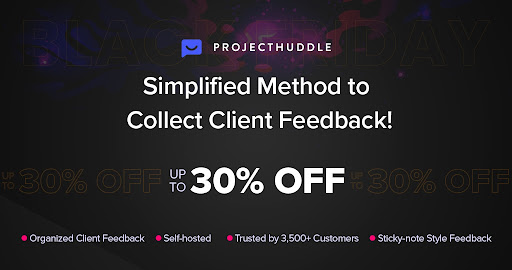 BLACK FRIDAY
PROJECTHUDDLE
Simplified Method to
Collect Client Feedback!
UP TO 30% OFF UP TO 30% OFF UP TO 30% OFF
Organized Client Feedback Self-hosted Trusted by 3,500+ Customers Sticky-note Style Feedback